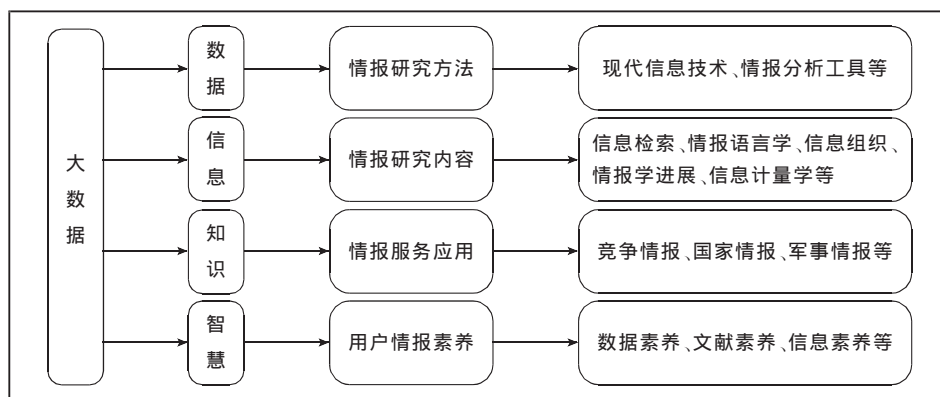 大数据
数据
情报研究方法
现代信息技术、情报分析工具等
信息
情报研究内容
信息检索、情报语言学、信息组织、
情报学进展、信息计量学等
知识
情报服务应用
竞争情报、国家情报、军事情报等
智慧
用户情报素养
数据素养、文献素养、信息素养等